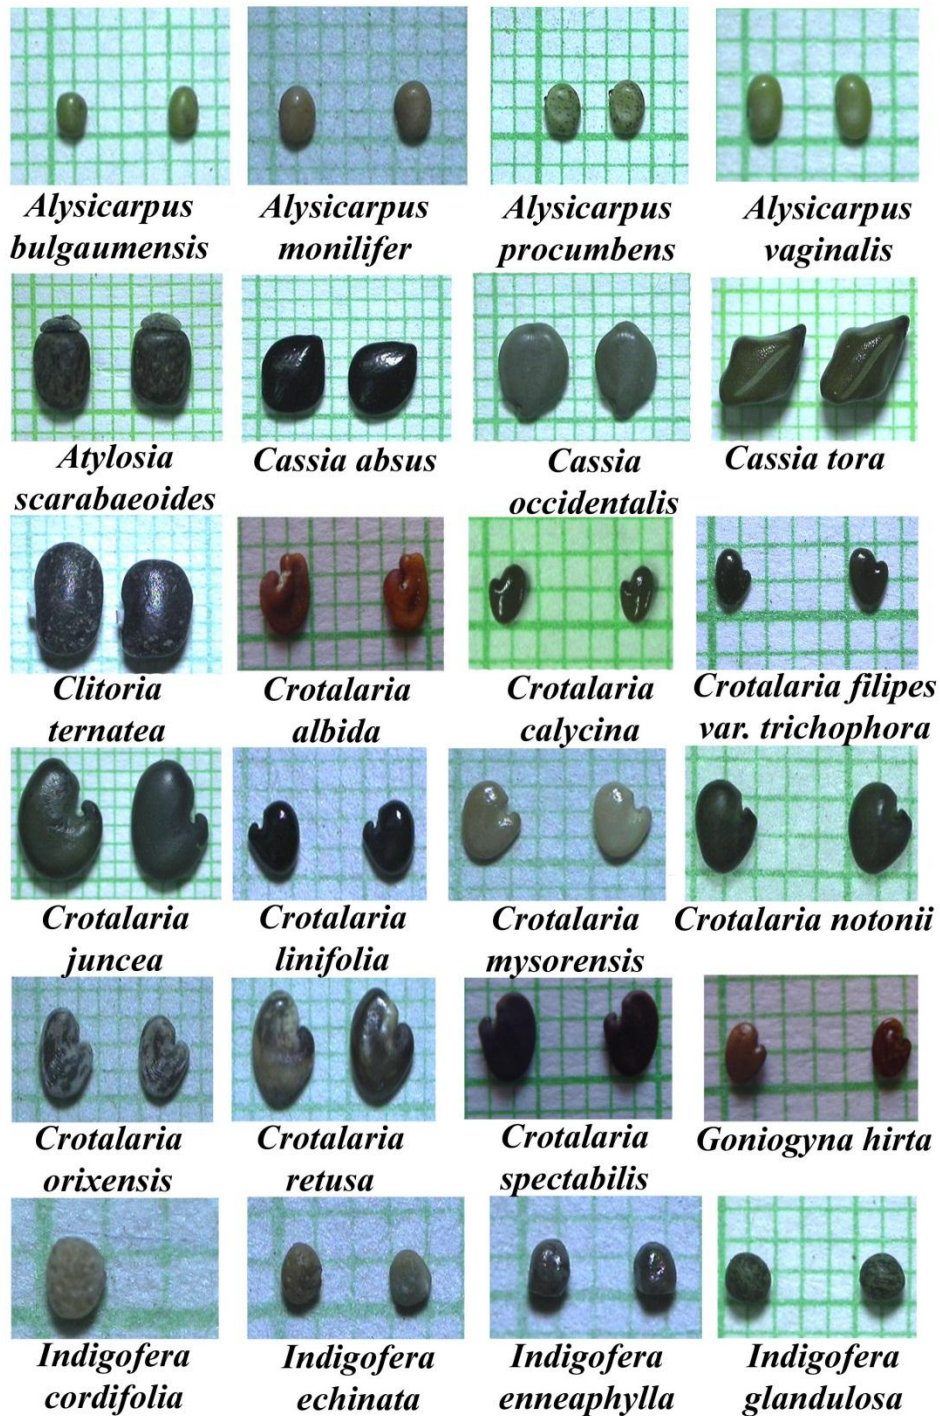 Alysicarpus
bulgaumensis
Alysicarpus
monilifer
Alysicarpus
procumbens
Alysicarpus
vaginalis
Atylosia
scarabaeoides
Cassia absus
Cassia
occidentalis
Cassia tora
Clitoria
ternatea
Crotalaria
albida
Crotalaria
calycina
Crotalaria filipes
var. trichophora
Crotalaria
juncea
Crotalaria
linifolia
Crotalaria
mysorensis
Crotalaria notonii
Crotalaria
orixensis
Crotalaria
retusa
Crotalaria
spectabilis
Goniogyna hirta
Indigofera
cordifolia
Indigofera
echinata
Indigofera
enneaphylla
Indigofera
glandulosa